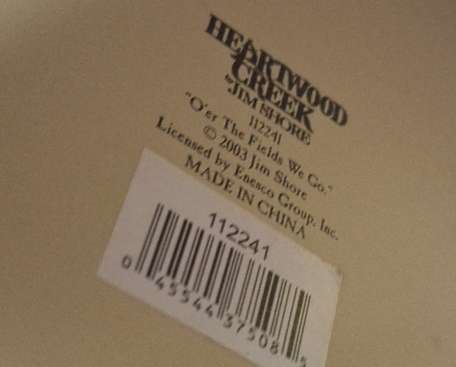 HEARTWOOD
CREEK
by JIM SHORE
112241
"O'er The Fields We Go."
© 2003 Jim Shore
Licensed by Enesco Group, Inc.
MADE IN CHINA
112241
0 45544 37508 5